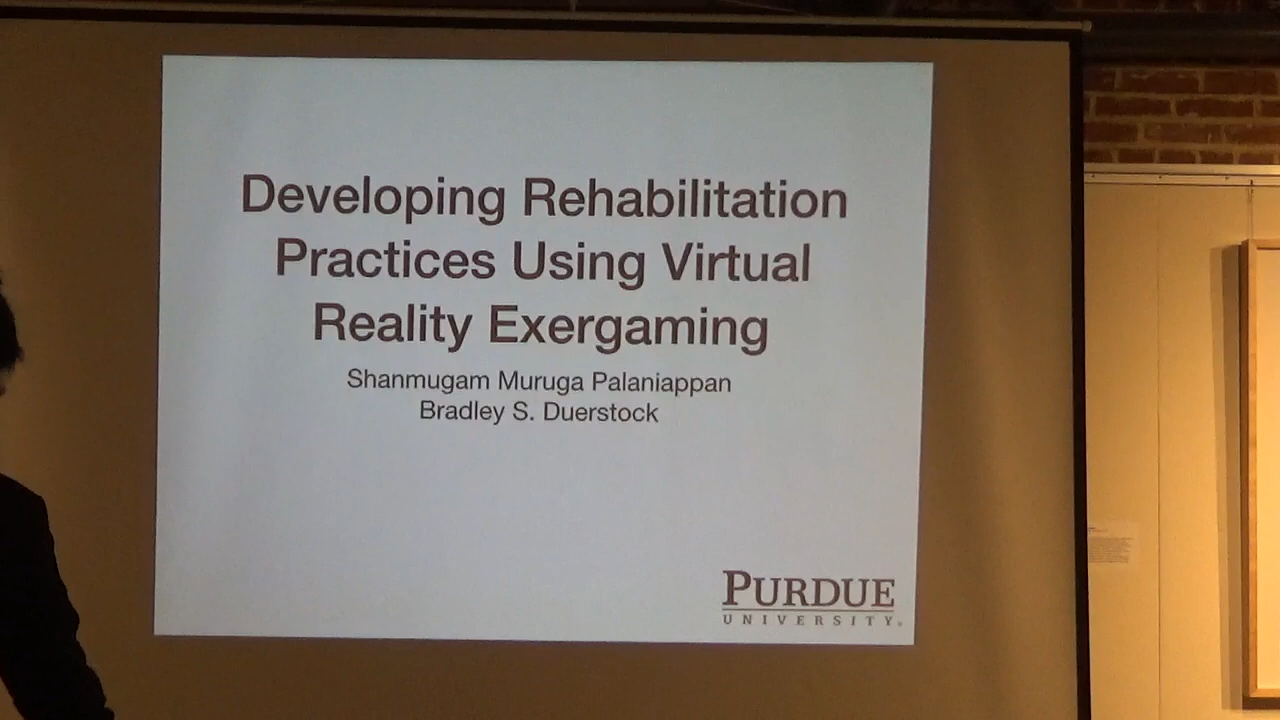 Developing Rehabilitation
Practices Using Virtual
Reality Exergaming
Shanmugam Muruga Palaniappan
Bradley S. Duerstock
PURDUE
UNIVERSITY®